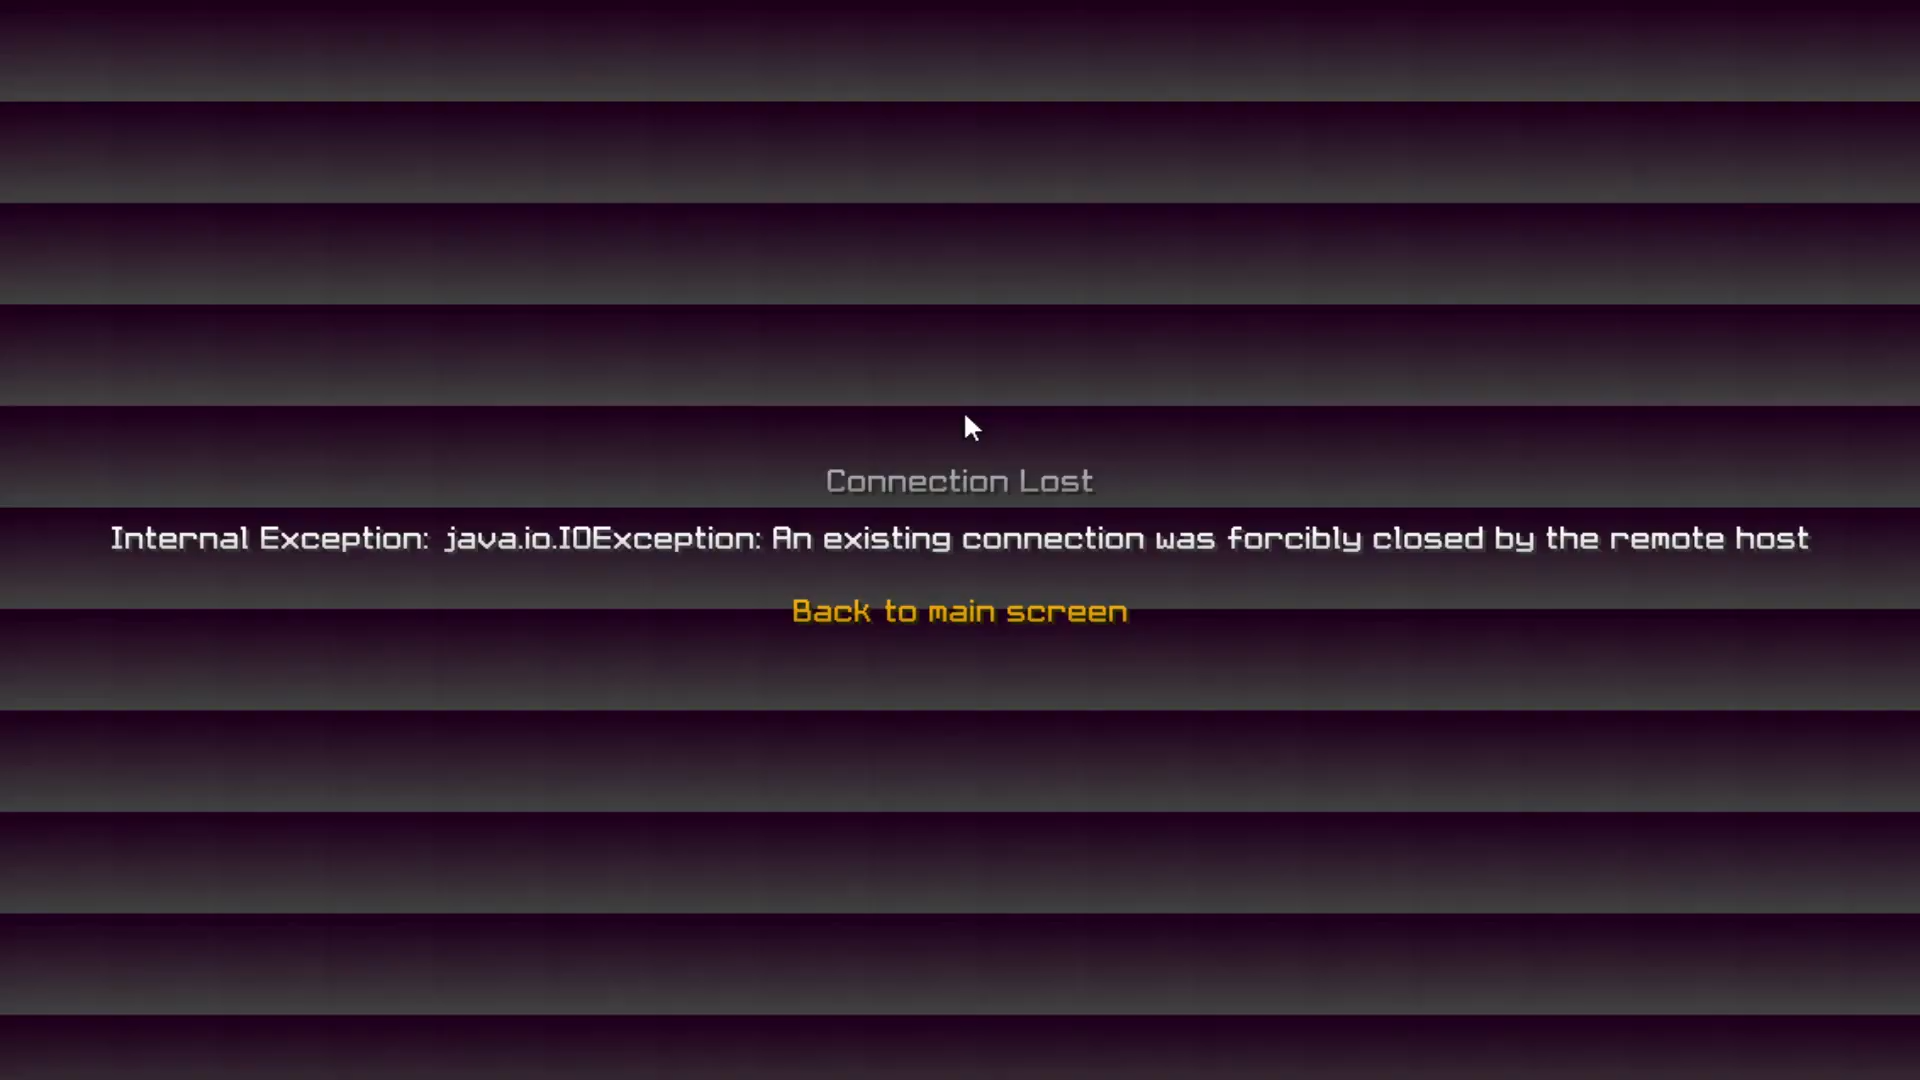 Connection Lost
Internal Exception: java.io.IOException: An existing connection was forcibly closed by the remote host
Back to main screen